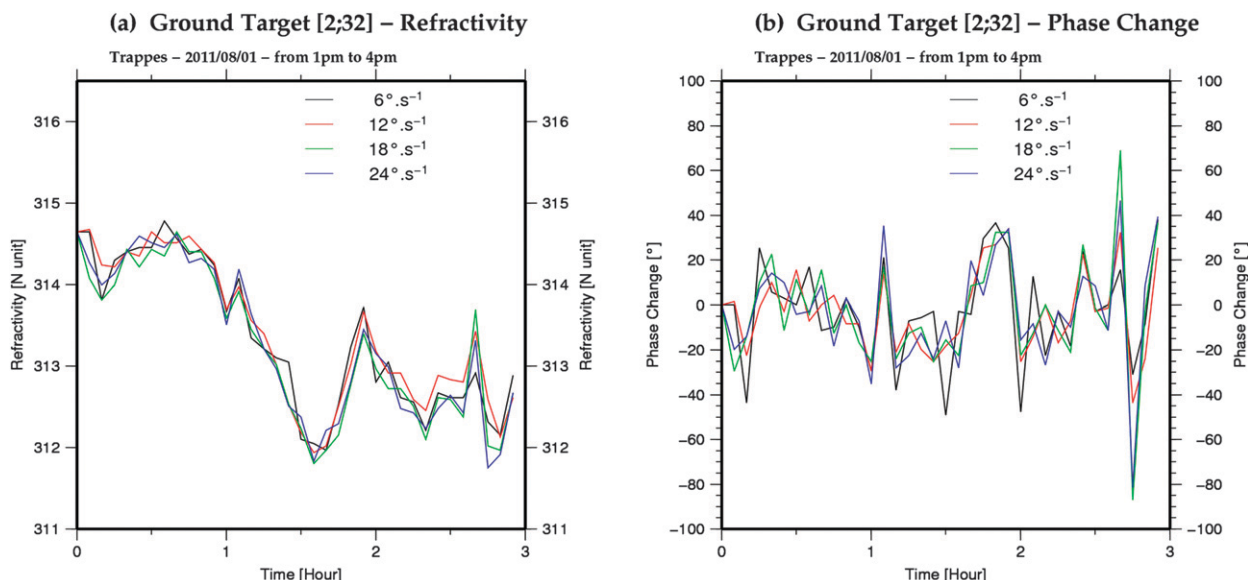 (a) Ground Target [2;32] – Refractivity
Trappes – 2011/08/01 – from 1pm to 4pm
6°.s⁻¹
12°.s⁻¹
18°.s⁻¹
24°.s⁻¹
316
315
314
313
312
311
316
315
314
313
312
311
Refractivity [N unit]
Refractivity [N unit]
0
1
2
3
Time [Hour]
(b) Ground Target [2;32] – Phase Change
Trappes – 2011/08/01 – from 1pm to 4pm
6°.s⁻¹
12°.s⁻¹
18°.s⁻¹
24°.s⁻¹
100
80
60
40
20
0
−20
−40
−60
−80
−100
100
80
60
40
20
0
−20
−40
−60
−80
−100
Phase Change [°]
Phase Change [°]
0
1
2
3
Time [Hour]